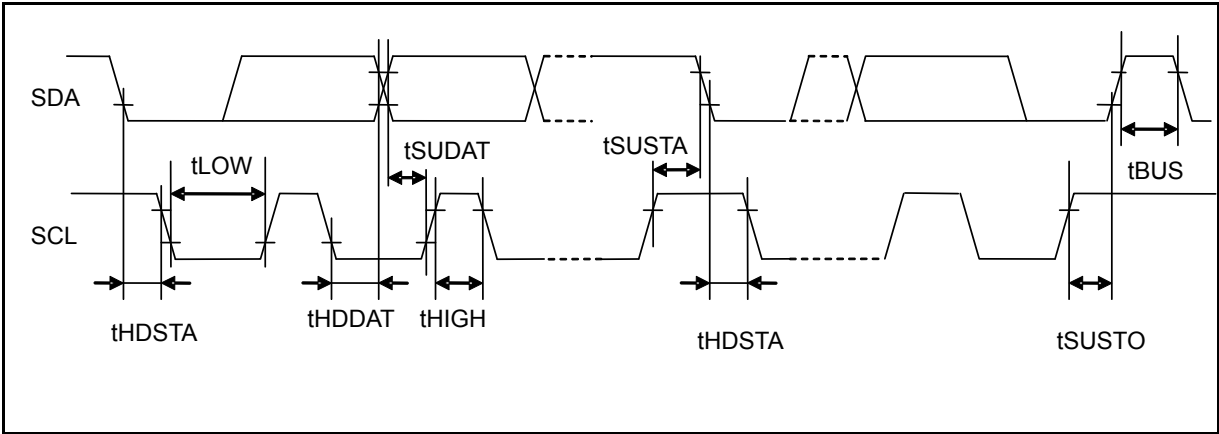 SDA
tSUDAT
tSUSTA
tLOW
tBUS
SCL
tHDSTA
tHDDAT
tHIGH
tHDSTA
tSUSTO